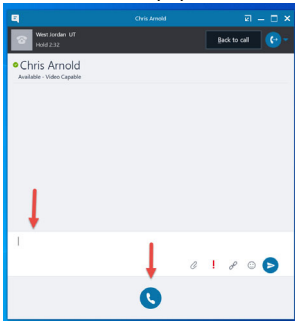 Chris Arnold
West Jordan UT
Hold 2:32
Back to call
Chris Arnold
Available - Video Capable